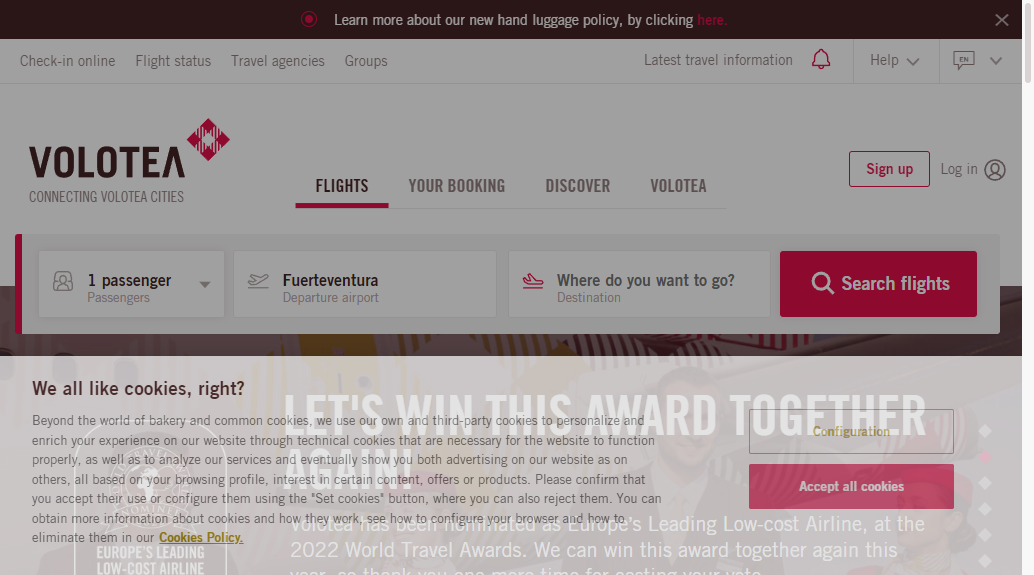 Learn more about our new hand luggage policy, by clicking here.
Check-in online Flight status Travel agencies Groups
Latest travel information Help EN
VOLOTEA
CONNECTING VOLOTEA CITIES
FLIGHTS YOUR BOOKING DISCOVER VOLOTEA
Sign up Log in
1 passenger
Passengers
Fuerteventura
Departure airport
Where do you want to go?
Destination
Search flights
We all like cookies, right?
Beyond the world of bakery and common cookies, we use our own and third-party cookies to personalize and
enrich your experience on our website through technical cookies that are necessary for the website to function
properly, as well as to analyze our services and eventually show you both advertising on our website as on
others, all based on your browsing profile, interest in certain content, offers or products. Please confirm that
you accept their use or configure them using the "Set cookies" button, where you can also reject them. You can
obtain more information about cookies and how they work, see how to configure your browser and how to
eliminate them in our Cookies Policy.
Configuration
Accept all cookies
LET'S WIN THIS AWARD TOGETHER
AGAIN!
Volotea has been nominated as Europe's Leading Low-cost Airline, at the
2022 World Travel Awards. We can win this award together again this
year, so thank you one more time for casting your vote
NOMINEE
EUROPE'S LEADING
LOW-COST AIRLINE